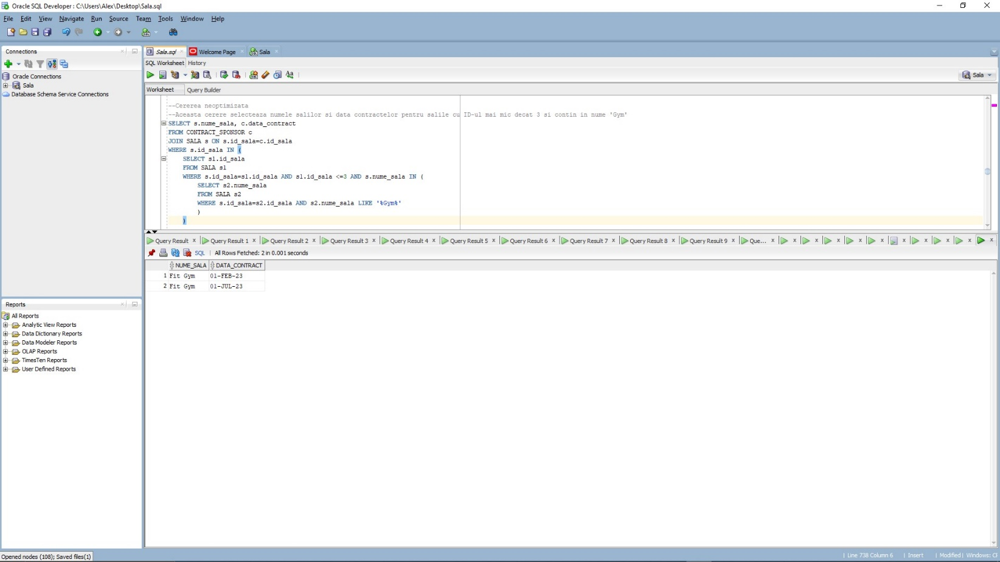 Oracle SQL Developer : C:\Users\Alex\Desktop\Sala.sql
File Edit View Navigate Run Source Team Tools Window Help
Connections
Oracle Connections
Sala
Database Schema Service Connections
Reports
All Reports
Analytic View Reports
Data Dictionary Reports
Data Modeler Reports
OLAP Reports
TimesTen Reports
User Defined Reports
Sala.sql Welcome Page Sala
SQL Worksheet History
Sala
Worksheet Query Builder
--Cererea neoptimizata
--Aceasta cerere selecteaza numele salilor si data contractelor pentru salile cu ID-ul mai mic decat 3 si contin in nume 'Gym'
SELECT s.nume_sala, c.data_contract
FROM CONTRACT_SPONSOR c
JOIN SALA s ON s.id_sala=c.id_sala
WHERE s.id_sala IN (
SELECT s1.id_sala
FROM SALA s1
WHERE s.id_sala=s1.id_sala AND s1.id_sala <=3 AND s.nume_sala IN (
SELECT s2.nume_sala
FROM SALA s2
WHERE s.id_sala=s2.id_sala AND s2.nume_sala LIKE '%Gym%'
)
)
Query Result Query Result 1 Query Result 2 Query Result 3 Query Result 4 Query Result 5 Query Result 6 Query Result 7 Query Result 8 Query Result 9 Que...
SQL | All Rows Fetched: 2 in 0.001 seconds
NUME_SALA DATA_CONTRACT
1 Fit Gym 01-FEB-23
2 Fit Gym 01-JUL-23
Opened nodes (108); Saved files(1)
| Line 738 Column 6 | Insert | Modified | Windows: CR